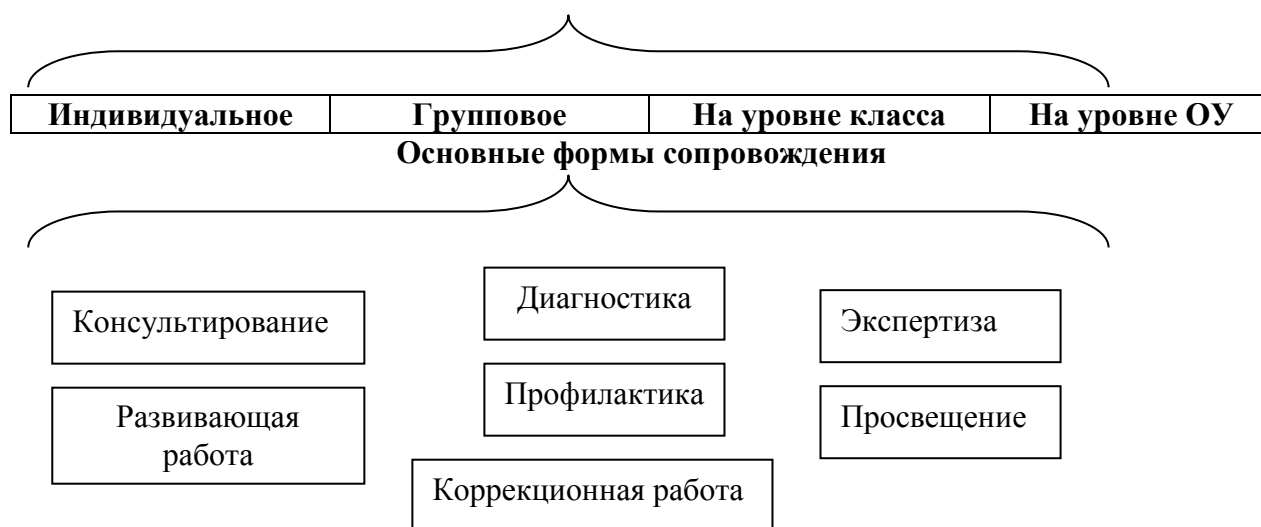 Индивидуальное Групповое На уровне класса На уровне ОУ
Основные формы сопровождения
Консультирование
Диагностика
Экспертиза
Развивающая
работа
Профилактика
Просвещение
Коррекционная работа